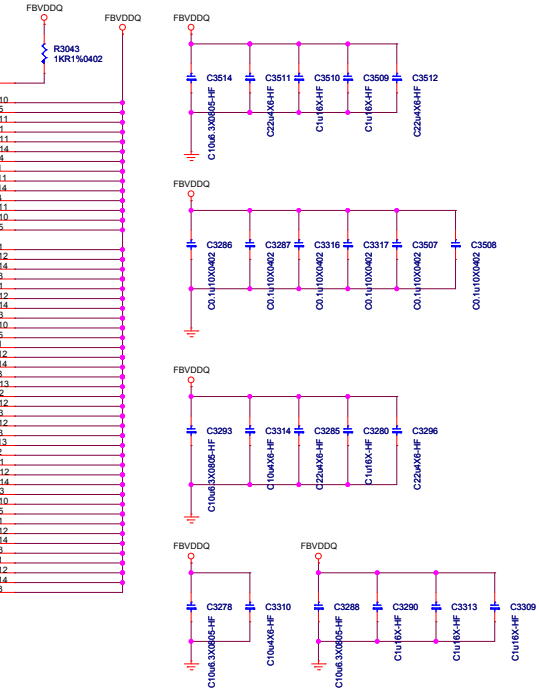 FBVDDQ
FBVDDQ
R3043
1KR1%0402
FBVDDQ
C3514
C10u6.3X0805-HF
C3511
C22u4X6-HF
C3510
C1u16X-HF
C3509
C1u16X-HF
C3512
C22u4X6-HF
FBVDDQ
C3286
C0.1u10X0402
C3287
C0.1u10X0402
C3316
C0.1u10X0402
C3317
C0.1u10X0402
C3507
C0.1u10X0402
C3508
C0.1u10X0402
FBVDDQ
C3293
C10u6.3X0805-HF
C3314
C10u4X6-HF
C3285
C22u4X6-HF
C3280
C1u16X-HF
C3296
C22u4X6-HF
FBVDDQ
C3278
C10u6.3X0805-HF
C3310
C10u4X6-HF
FBVDDQ
C3288
C10u6.3X0805-HF
C3290
C1u16X-HF
C3313
C1u16X-HF
C3309
C1u16X-HF